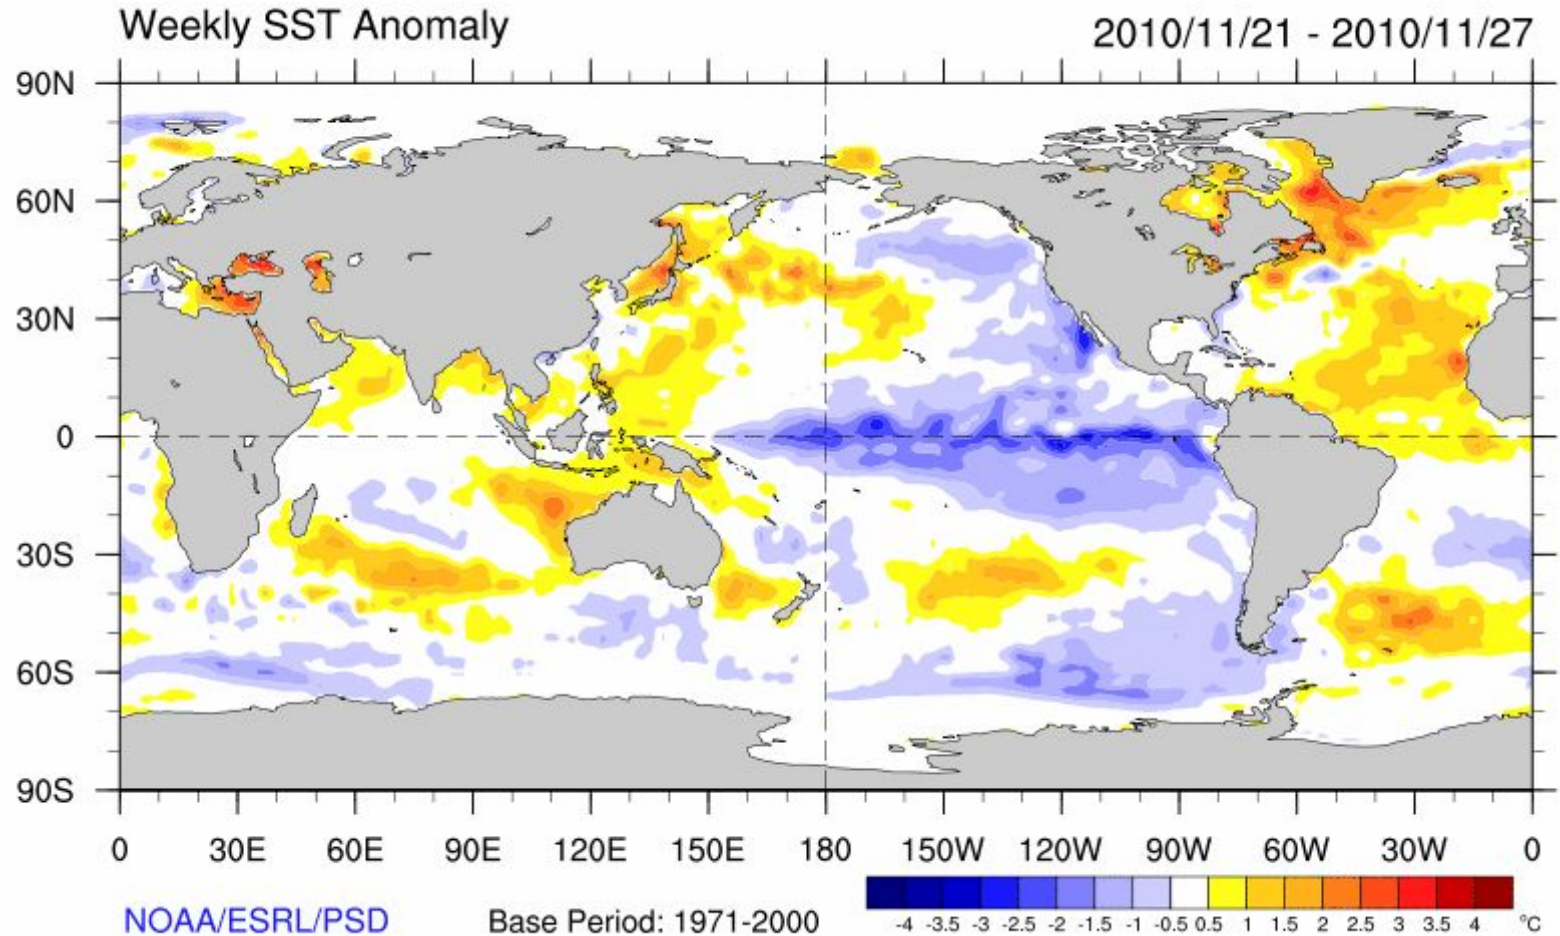 Weekly SST Anomaly
2010/11/21 - 2010/11/27
90N
60N
30N
0
30S
60S
90S
0 30E 60E 90E 120E 150E 180 150W 120W 90W 60W 30W 0
NOAA/ESRL/PSD
Base Period: 1971-2000
-4 -3.5 -3 -2.5 -2 -1.5 -1 -0.5 0.5 1 1.5 2 2.5 3 3.5 4 °C